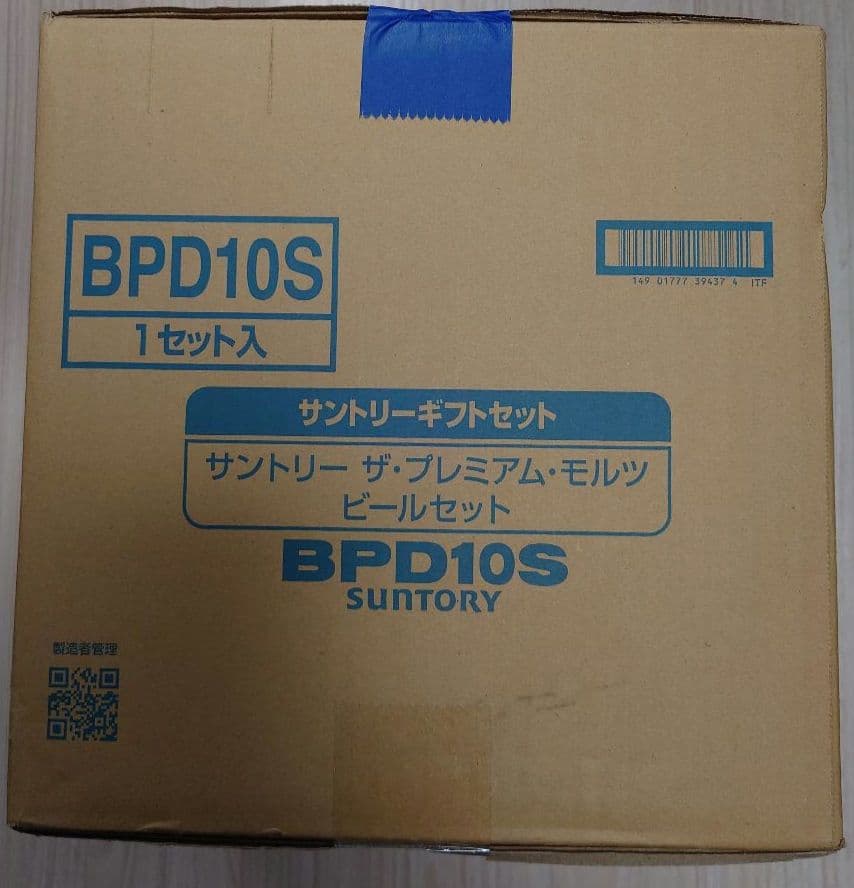 BPD10S
1セット入
149 01777 39437 4 ITF
サントリーギフトセット
サントリー ザ・プレミアム・モルツ
ビールセット
BPD10S
SUNTORY
製造者管理